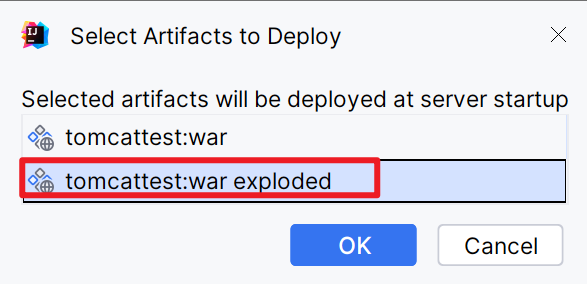 IJ
Select Artifacts to Deploy
Selected artifacts will be deployed at server startup
tomcattest:war
tomcattest:war exploded
OK
Cancel